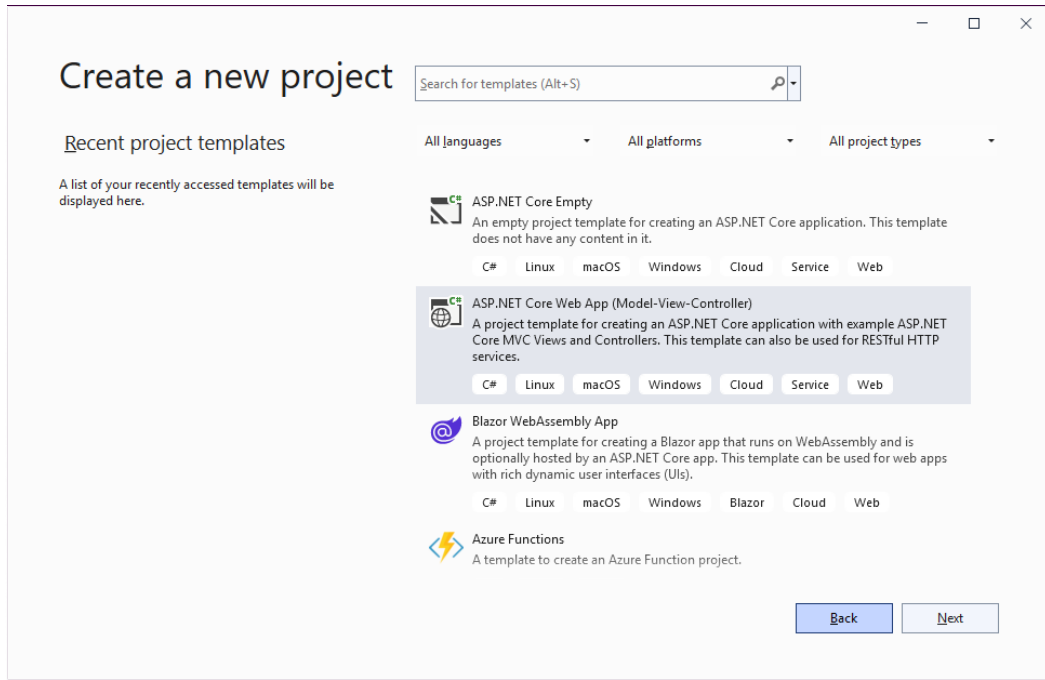 Create a new project
Search for templates (Alt+S)
Recent project templates
A list of your recently accessed templates will be
displayed here.
All languages
All platforms
All project types
C#
ASP.NET Core Empty
An empty project template for creating an ASP.NET Core application. This template
does not have any content in it.
C# Linux macOS Windows Cloud Service Web
C#
ASP.NET Core Web App (Model-View-Controller)
A project template for creating an ASP.NET Core application with example ASP.NET
Core MVC Views and Controllers. This template can also be used for RESTful HTTP
services.
C# Linux macOS Windows Cloud Service Web
@
Blazor WebAssembly App
A project template for creating a Blazor app that runs on WebAssembly and is
optionally hosted by an ASP.NET Core app. This template can be used for web apps
with rich dynamic user interfaces (UIs).
C# Linux macOS Windows Blazor Cloud Web
Azure Functions
A template to create an Azure Function project.
Back
Next